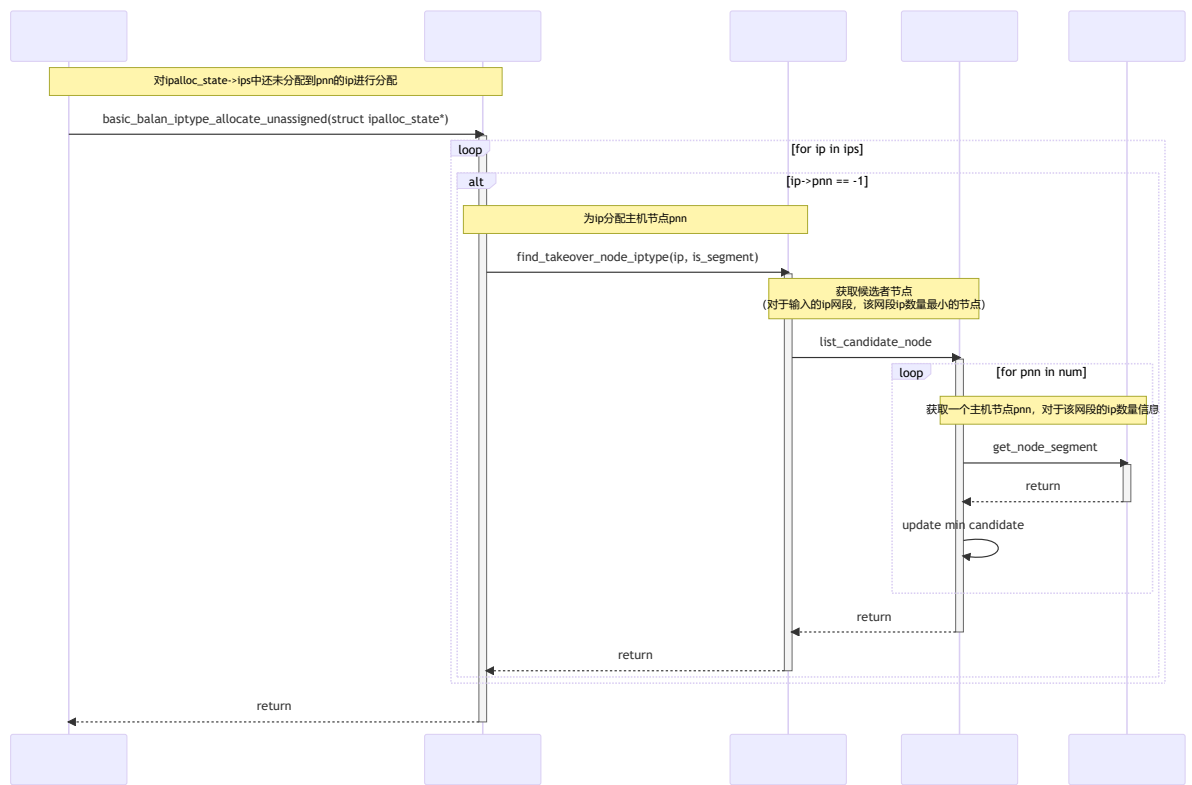 对ipalloc_state->ips中还未分配到pnn的ip进行分配
basic_balan_iptype_allocate_unassigned(struct ipalloc_state*)
loop
[for ip in ips]
alt
[ip->pnn == -1]
为ip分配主机节点pnn
find_takeover_node_iptype(ip, is_segment)
获取候选者节点
(对于输入的ip网段，该网段ip数量最小的节点)
list_candidate_node
loop
[for pnn in num]
获取一个主机节点pnn，对于该网段的ip数量信息
get_node_segment
return
update min candidate
return
return
return